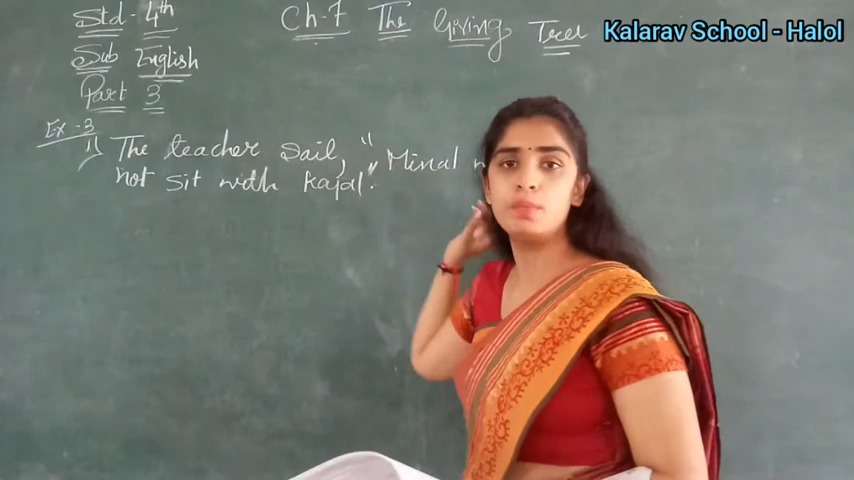 Std - 4th
Ch-7 The Giving Tree
Kalarav School - Halol
Sub English
Part 3
Ex -3
1) The teacher said, " Minal
not sit with Kajal".